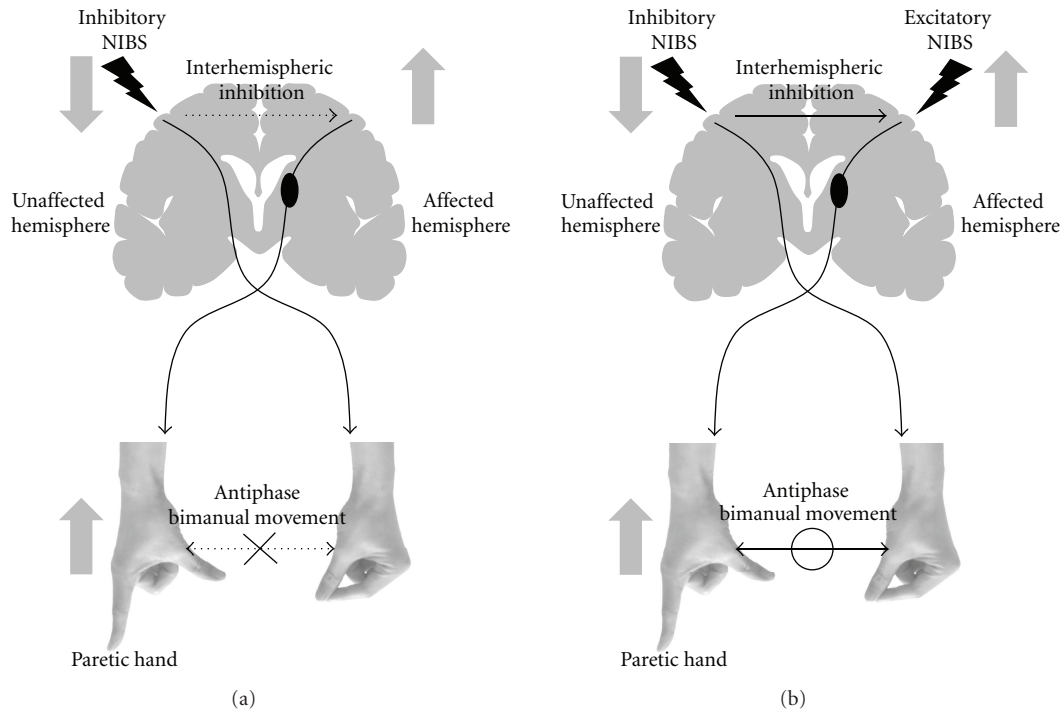 Inhibitory
NIBS
Interhemispheric
inhibition
Unaffected
hemisphere
Affected
hemisphere
Antiphase
bimanual movement
Paretic hand
(a)
Inhibitory
NIBS
Excitatory
NIBS
Interhemispheric
inhibition
Unaffected
hemisphere
Affected
hemisphere
Antiphase
bimanual movement
Paretic hand
(b)